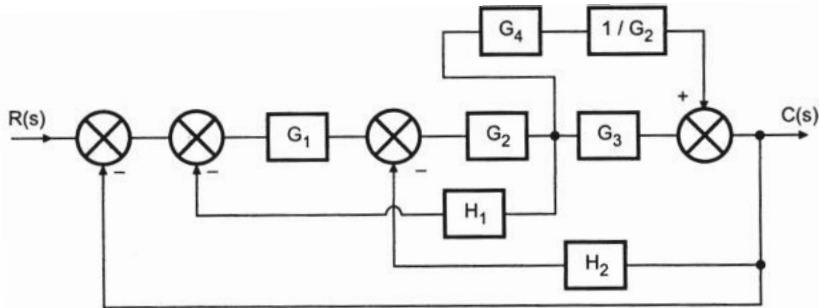 G4
1 / G2
R(s)
+
C(s)
G1
G2
G3
–
–
–
H1
H2